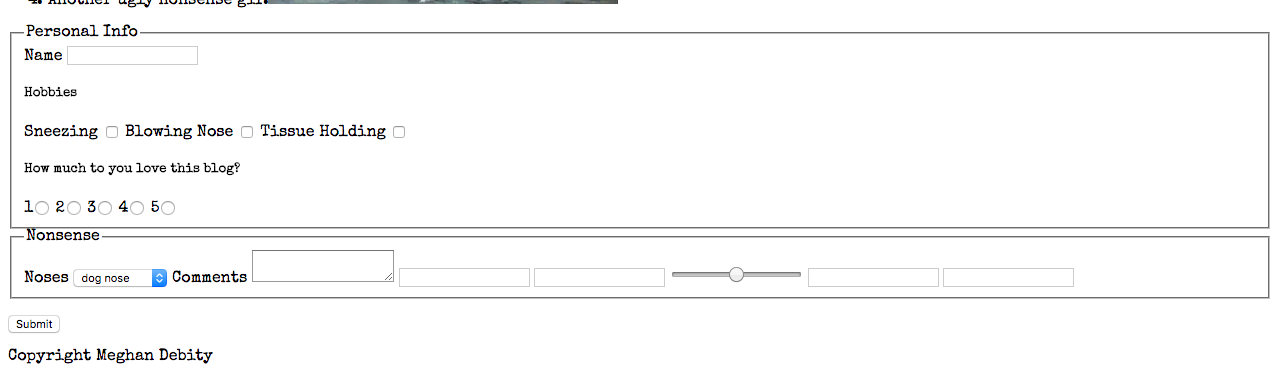 4. Another ugly nonsense gif.
Personal Info
Name
Hobbies
Sneezing Blowing Nose Tissue Holding
How much to you love this blog?
1 2 3 4 5
Nonsense
Noses dog nose Comments
Submit
Copyright Meghan Debity